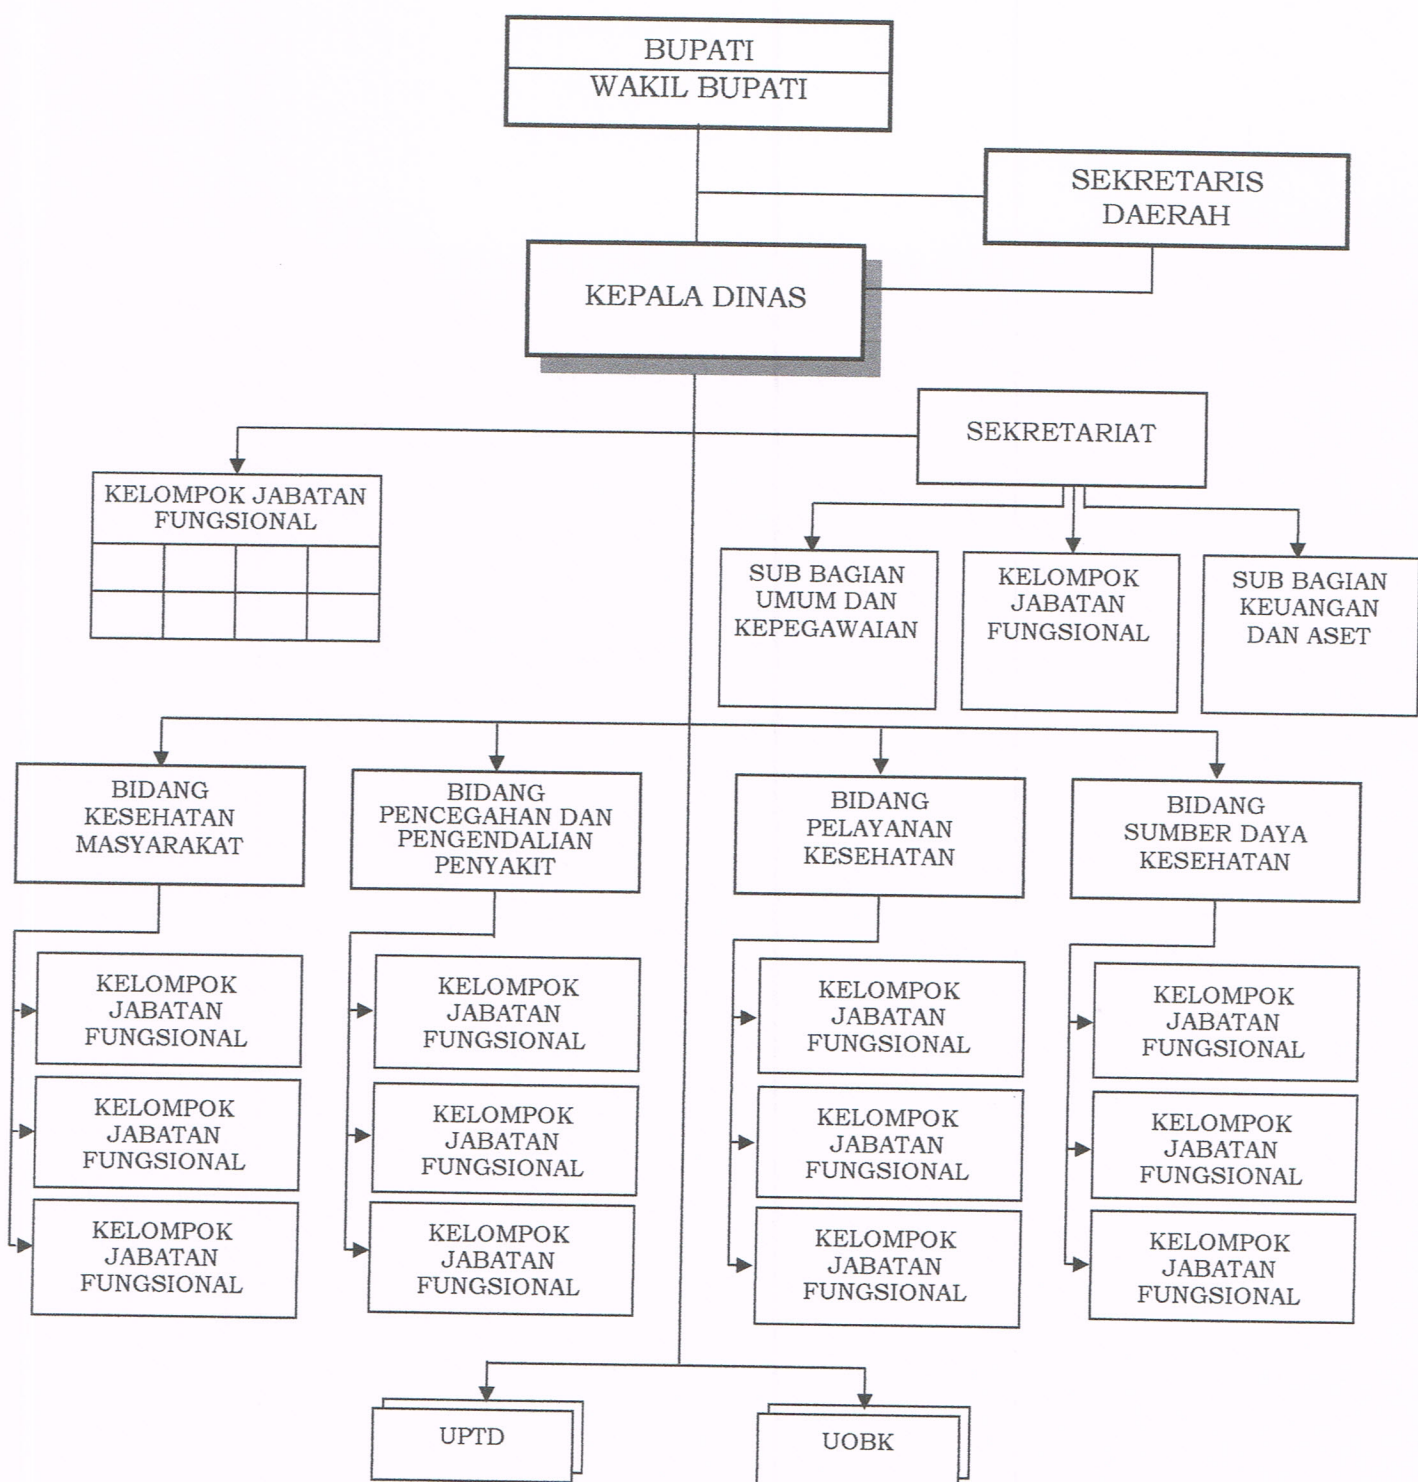 BUPATI
WAKIL BUPATI
SEKRETARIS
DAERAH
KEPALA DINAS
SEKRETARIAT
KELOMPOK JABATAN
FUNGSIONAL
SUB BAGIAN
UMUM DAN
KEPEGAWAIAN
KELOMPOK
JABATAN
FUNGSIONAL
SUB BAGIAN
KEUANGAN
DAN ASET
BIDANG
KESEHATAN
MASYARAKAT
BIDANG
PENCEGAHAN DAN
PENGENDALIAN
PENYAKIT
BIDANG
PELAYANAN
KESEHATAN
BIDANG
SUMBER DAYA
KESEHATAN
KELOMPOK
JABATAN
FUNGSIONAL
KELOMPOK
JABATAN
FUNGSIONAL
KELOMPOK
JABATAN
FUNGSIONAL
KELOMPOK
JABATAN
FUNGSIONAL
KELOMPOK
JABATAN
FUNGSIONAL
KELOMPOK
JABATAN
FUNGSIONAL
KELOMPOK
JABATAN
FUNGSIONAL
KELOMPOK
JABATAN
FUNGSIONAL
KELOMPOK
JABATAN
FUNGSIONAL
KELOMPOK
JABATAN
FUNGSIONAL
KELOMPOK
JABATAN
FUNGSIONAL
KELOMPOK
JABATAN
FUNGSIONAL
UPTD
UOBK